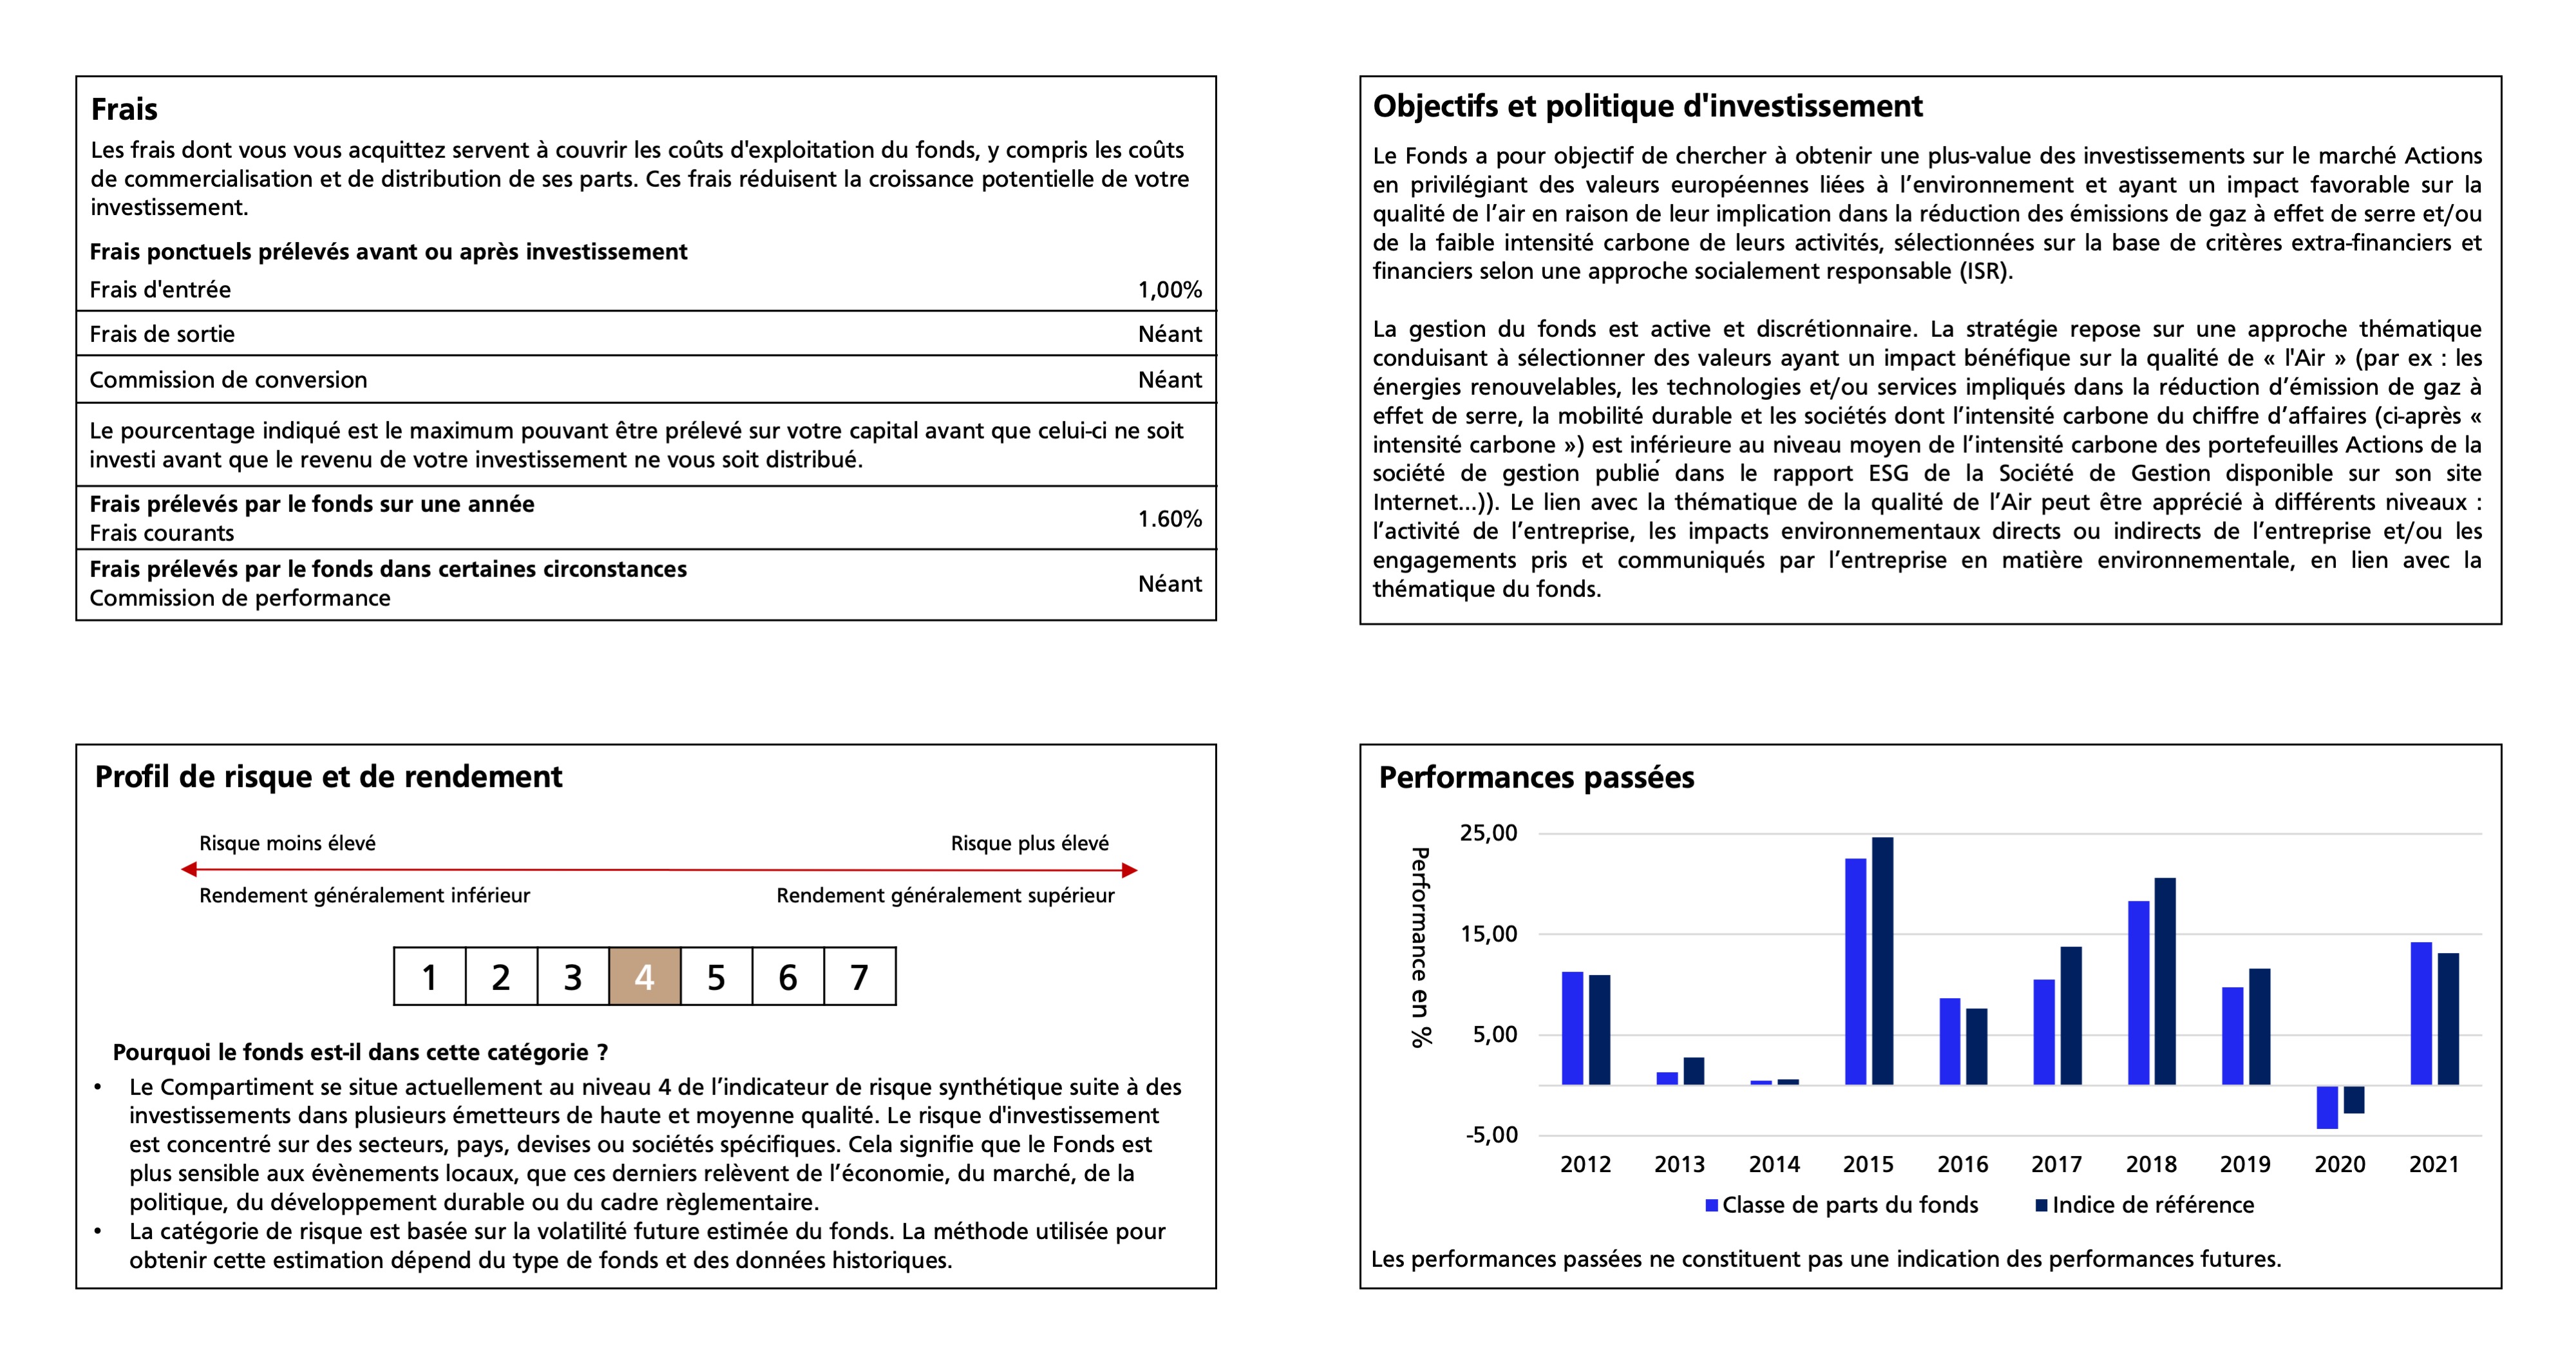 Frais
Les frais dont vous vous acquittez servent à couvrir les coûts d'exploitation du fonds, y compris les coûts
de commercialisation et de distribution de ses parts. Ces frais réduisent la croissance potentielle de votre
investissement.
Frais ponctuels prélevés avant ou après investissement
Frais d'entrée 1,00%
Frais de sortie Néant
Commission de conversion Néant
Le pourcentage indiqué est le maximum pouvant être prélevé sur votre capital avant que celui-ci ne soit
investi avant que le revenu de votre investissement ne vous soit distribué.
Frais prélevés par le fonds sur une année
Frais courants 1.60%
Frais prélevés par le fonds dans certaines circonstances
Commission de performance Néant
Objectifs et politique d'investissement
Le Fonds a pour objectif de chercher à obtenir une plus-value des investissements sur le marché Actions
en privilégiant des valeurs européennes liées à l’environnement et ayant un impact favorable sur la
qualité de l’air en raison de leur implication dans la réduction des émissions de gaz à effet de serre et/ou
de la faible intensité carbone de leurs activités, sélectionnées sur la base de critères extra-financiers et
financiers selon une approche socialement responsable (ISR).
La gestion du fonds est active et discrétionnaire. La stratégie repose sur une approche thématique
conduisant à sélectionner des valeurs ayant un impact bénéfique sur la qualité de « l'Air » (par ex : les
énergies renouvelables, les technologies et/ou services impliqués dans la réduction d’émission de gaz à
effet de serre, la mobilité durable et les sociétés dont l’intensité carbone du chiffre d’affaires (ci-après «
intensité carbone ») est inférieure au niveau moyen de l’intensité carbone des portefeuilles Actions de la
société de gestion publié dans le rapport ESG de la Société de Gestion disponible sur son site
Internet...)). Le lien avec la thématique de la qualité de l’Air peut être apprécié à différents niveaux :
l’activité de l’entreprise, les impacts environnementaux directs ou indirects de l’entreprise et/ou les
engagements pris et communiqués par l’entreprise en matière environnementale, en lien avec la
thématique du fonds.
Profil de risque et de rendement
Risque moins élevé Risque plus élevé
Rendement généralement inférieur Rendement généralement supérieur
1 2 3 4 5 6 7
Pourquoi le fonds est-il dans cette catégorie ?
• Le Compartiment se situe actuellement au niveau 4 de l’indicateur de risque synthétique suite à des
investissements dans plusieurs émetteurs de haute et moyenne qualité. Le risque d'investissement
est concentré sur des secteurs, pays, devises ou sociétés spécifiques. Cela signifie que le Fonds est
plus sensible aux évènements locaux, que ces derniers relèvent de l’économie, du marché, de la
politique, du développement durable ou du cadre règlementaire.
• La catégorie de risque est basée sur la volatilité future estimée du fonds. La méthode utilisée pour
obtenir cette estimation dépend du type de fonds et des données historiques.
Performances passées
Performance en %
25,00
15,00
5,00
-5,00
2012 2013 2014 2015 2016 2017 2018 2019 2020 2021
Classe de parts du fonds Indice de référence
Les performances passées ne constituent pas une indication des performances futures.